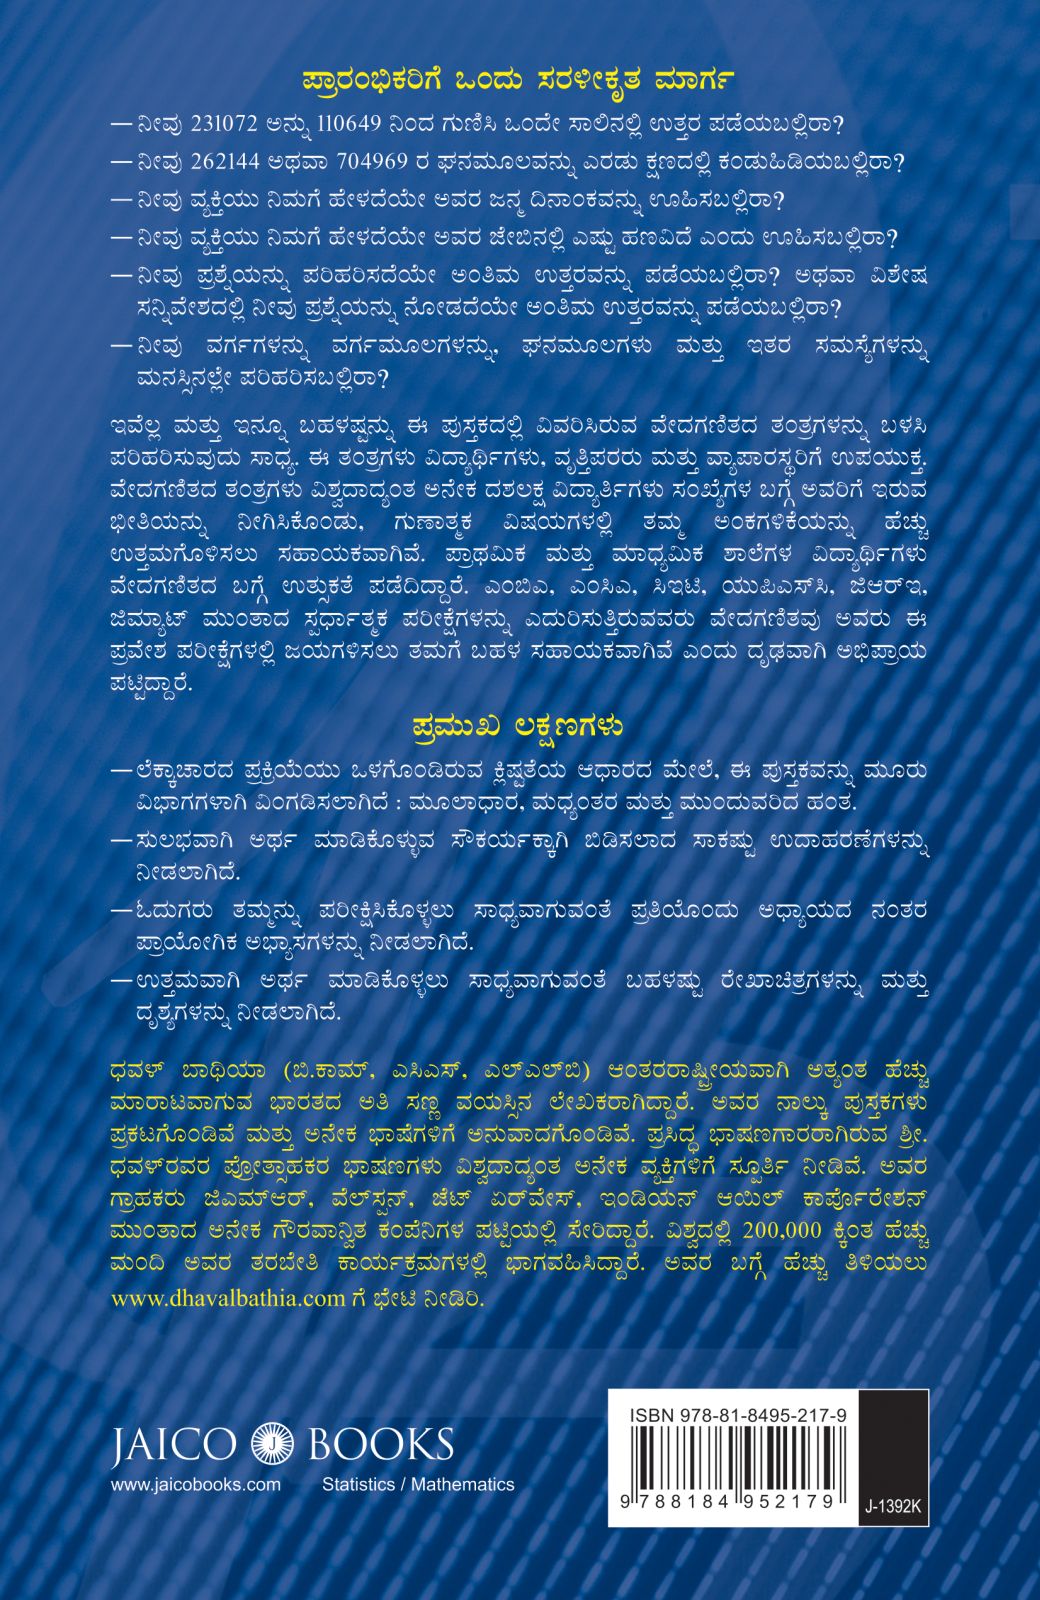 ಪ್ರಾರಂಭಿಕರಿಗೆ ಒಂದು ಸರಳೀಕೃತ ಮಾರ್ಗ
— ನೀವು 231072 ಅನ್ನು 110649 ನಿಂದ ಗುಣಿಸಿ ಒಂದೇ ಸಾಲಿನಲ್ಲಿ ಉತ್ತರ ಪಡೆಯಬಲ್ಲಿರಾ?
— ನೀವು 262144 ಅಥವಾ 704969 ರ ಘನಮೂಲವನ್ನು ಎರಡು ಕ್ಷಣದಲ್ಲಿ ಕಂಡುಹಿಡಿಯಬಲ್ಲಿರಾ?
— ನೀವು ವ್ಯಕ್ತಿಯು ನಿಮಗೆ ಹೇಳದೆಯೇ ಅವರ ಜನ್ಮ ದಿನಾಂಕವನ್ನು ಊಹಿಸಬಲ್ಲಿರಾ?
— ನೀವು ವ್ಯಕ್ತಿಯು ನಿಮಗೆ ಹೇಳದೆಯೇ ಅವರ ಜೇಬಿನಲ್ಲಿ ಎಷ್ಟು ಹಣವಿದೆ ಎಂದು ಊಹಿಸಬಲ್ಲಿರಾ?
— ನೀವು ಪ್ರಶ್ನೆಯನ್ನು ಪರಿಹರಿಸದೆಯೇ ಅಂತಿಮ ಉತ್ತರವನ್ನು ಪಡೆಯಬಲ್ಲಿರಾ? ಅಥವಾ ವಿಶೇಷ
ಸನ್ನಿವೇಶದಲ್ಲಿ ನೀವು ಪ್ರಶ್ನೆಯನ್ನು ನೋಡದೆಯೇ ಅಂತಿಮ ಉತ್ತರವನ್ನು ಪಡೆಯಬಲ್ಲಿರಾ?
— ನೀವು ವರ್ಗಗಳನ್ನು ವರ್ಗಮೂಲಗಳನ್ನು, ಘನಮೂಲಗಳು ಮತ್ತು ಇತರ ಸಮಸ್ಯೆಗಳನ್ನು
ಮನಸ್ಸಿನಲ್ಲೇ ಪರಿಹರಿಸಬಲ್ಲಿರಾ?
ಇವೆಲ್ಲ ಮತ್ತು ಇನ್ನೂ ಬಹಳಷ್ಟನ್ನು ಈ ಪುಸ್ತಕದಲ್ಲಿ ವಿವರಿಸಿರುವ ವೇದಗಣಿತದ ತಂತ್ರಗಳನ್ನು ಬಳಸಿ
ಪರಿಹರಿಸುವುದು ಸಾಧ್ಯ. ಈ ತಂತ್ರಗಳು ವಿದ್ಯಾರ್ಥಿಗಳು, ವೃತ್ತಿಪರರು ಮತ್ತು ವ್ಯಾಪಾರಸ್ಥರಿಗೆ ಉಪಯುಕ್ತ.
ವೇದಗಣಿತದ ತಂತ್ರಗಳು ವಿಶ್ವದಾದ್ಯಂತ ಅನೇಕ ದಶಲಕ್ಷ ವಿದ್ಯಾರ್ತಿಗಳು ಸಂಖ್ಯೆಗಳ ಬಗ್ಗೆ ಅವರಿಗೆ ಇರುವ
ಭೀತಿಯನ್ನು ನೀಗಿಸಿಕೊಂಡು, ಗುಣಾತ್ಮಕ ವಿಷಯಗಳಲ್ಲಿ ತಮ್ಮ ಅಂಕಗಳಿಕೆಯನ್ನು ಹೆಚ್ಚು
ಉತ್ತಮಗೊಳಿಸಲು ಸಹಾಯಕವಾಗಿವೆ. ಪ್ರಾಥಮಿಕ ಮತ್ತು ಮಾಧ್ಯಮಿಕ ಶಾಲೆಗಳ ವಿದ್ಯಾರ್ಥಿಗಳು
ವೇದಗಣಿತದ ಬಗ್ಗೆ ಉತ್ಸುಕತೆ ಪಡೆದಿದ್ದಾರೆ. ಎಂಬಿಎ, ಎಂಸಿಎ, ಸಿಇಟಿ, ಯುಪಿಎಸ್‌ಸಿ, ಜಿಆರ್‌ಇ,
ಜಿಮ್ಯಾಟ್ ಮುಂತಾದ ಸ್ಪರ್ಧಾತ್ಮಕ ಪರೀಕ್ಷೆಗಳನ್ನು ಎದುರಿಸುತ್ತಿರುವವರು ವೇದಗಣಿತವು ಅವರು ಈ
ಪ್ರವೇಶ ಪರೀಕ್ಷೆಗಳಲ್ಲಿ ಜಯಗಳಿಸಲು ತಮಗೆ ಬಹಳ ಸಹಾಯಕವಾಗಿವೆ ಎಂದು ದೃಢವಾಗಿ ಅಭಿಪ್ರಾಯ
ಪಟ್ಟಿದ್ದಾರೆ.
ಪ್ರಮುಖ ಲಕ್ಷಣಗಳು
— ಲೆಕ್ಕಾಚಾರದ ಪ್ರಕ್ರಿಯೆಯು ಒಳಗೊಂಡಿರುವ ಕ್ಲಿಷ್ಟತೆಯ ಆಧಾರದ ಮೇಲೆ, ಈ ಪುಸ್ತಕವನ್ನು ಮೂರು
ವಿಭಾಗಗಳಾಗಿ ವಿಂಗಡಿಸಲಾಗಿದೆ : ಮೂಲಾಧಾರ, ಮಧ್ಯಂತರ ಮತ್ತು ಮುಂದುವರಿದ ಹಂತ.
— ಸುಲಭವಾಗಿ ಅರ್ಥ ಮಾಡಿಕೊಳ್ಳುವ ಸೌಕರ್ಯಕ್ಕಾಗಿ ಬಿಡಿಸಲಾದ ಸಾಕಷ್ಟು ಉದಾಹರಣೆಗಳನ್ನು
ನೀಡಲಾಗಿದೆ.
— ಓದುಗರು ತಮ್ಮನ್ನು ಪರೀಕ್ಷಿಸಿಕೊಳ್ಳಲು ಸಾಧ್ಯವಾಗುವಂತೆ ಪ್ರತಿಯೊಂದು ಅಧ್ಯಾಯದ ನಂತರ
ಪ್ರಾಯೋಗಿಕ ಅಭ್ಯಾಸಗಳನ್ನು ನೀಡಲಾಗಿದೆ.
— ಉತ್ತಮವಾಗಿ ಅರ್ಥ ಮಾಡಿಕೊಳ್ಳಲು ಸಾಧ್ಯವಾಗುವಂತೆ ಬಹಳಷ್ಟು ರೇಖಾಚಿತ್ರಗಳನ್ನು ಮತ್ತು
ದೃಶ್ಯಗಳನ್ನು ನೀಡಲಾಗಿದೆ.
ಧವಳ್ ಬಾಥಿಯಾ (ಬಿ.ಕಾಮ್, ಎಸಿಎಸ್, ಎಲ್‌ಎಲ್‌ಬಿ) ಆಂತರರಾಷ್ಟ್ರೀಯವಾಗಿ ಅತ್ಯಂತ ಹೆಚ್ಚು
ಮಾರಾಟವಾಗುವ ಭಾರತದ ಅತಿ ಸಣ್ಣ ವಯಸ್ಸಿನ ಲೇಖಕರಾಗಿದ್ದಾರೆ. ಅವರ ನಾಲ್ಕು ಪುಸ್ತಕಗಳು
ಪ್ರಕಟಗೊಂಡಿವೆ ಮತ್ತು ಅನೇಕ ಭಾಷೆಗಳಿಗೆ ಅನುವಾದಗೊಂಡಿವೆ. ಪ್ರಸಿದ್ಧ ಭಾಷಣಗಾರರಾಗಿರುವ ಶ್ರೀ.
ಧವಳ್‌ರವರ ಪ್ರೋತ್ಸಾಹಕರ ಭಾಷಣಗಳು ವಿಶ್ವದಾದ್ಯಂತ ಅನೇಕ ವ್ಯಕ್ತಿಗಳಿಗೆ ಸ್ಪೂರ್ತಿ ನೀಡಿವೆ. ಅವರ
ಗ್ರಾಹಕರು ಜಿಎಮ್‌ಆರ್, ವೆಲ್‌ಸ್ಪನ್, ಜೆಟ್ ಏರ್‌ವೇಸ್, ಇಂಡಿಯನ್ ಆಯಿಲ್ ಕಾರ್ಪೊರೇಶನ್
ಮುಂತಾದ ಅನೇಕ ಗೌರವಾನ್ವಿತ ಕಂಪೆನಿಗಳ ಪಟ್ಟಿಯಲ್ಲಿ ಸೇರಿದ್ದಾರೆ. ವಿಶ್ವದಲ್ಲಿ 200,000 ಕ್ಕಿಂತ ಹೆಚ್ಚು
ಮಂದಿ ಅವರ ತರಬೇತಿ ಕಾರ್ಯಕ್ರಮಗಳಲ್ಲಿ ಭಾಗವಹಿಸಿದ್ದಾರೆ. ಅವರ ಬಗ್ಗೆ ಹೆಚ್ಚು ತಿಳಿಯಲು
www.dhavalbathia.com ಗೆ ಭೇಟಿ ನೀಡಿರಿ.
ISBN 978-81-8495-217-9
JAICO J BOOKS
www.jaicobooks.com Statistics / Mathematics
9 788184 952179
J-1392K